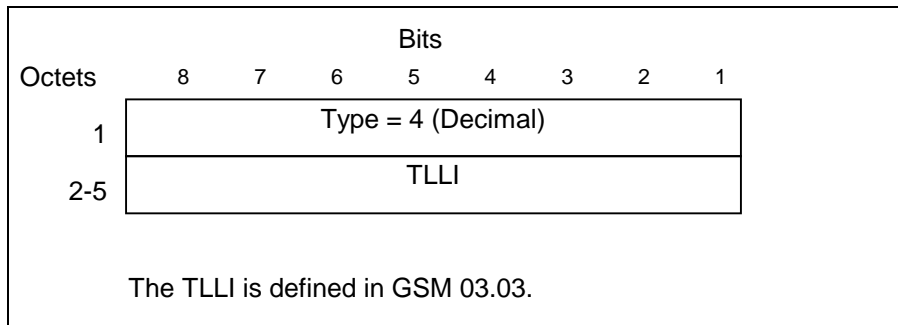 Bits
Octets 8 7 6 5 4 3 2 1
1 Type = 4 (Decimal)
2-5 TLLI
The TLLI is defined in GSM 03.03.